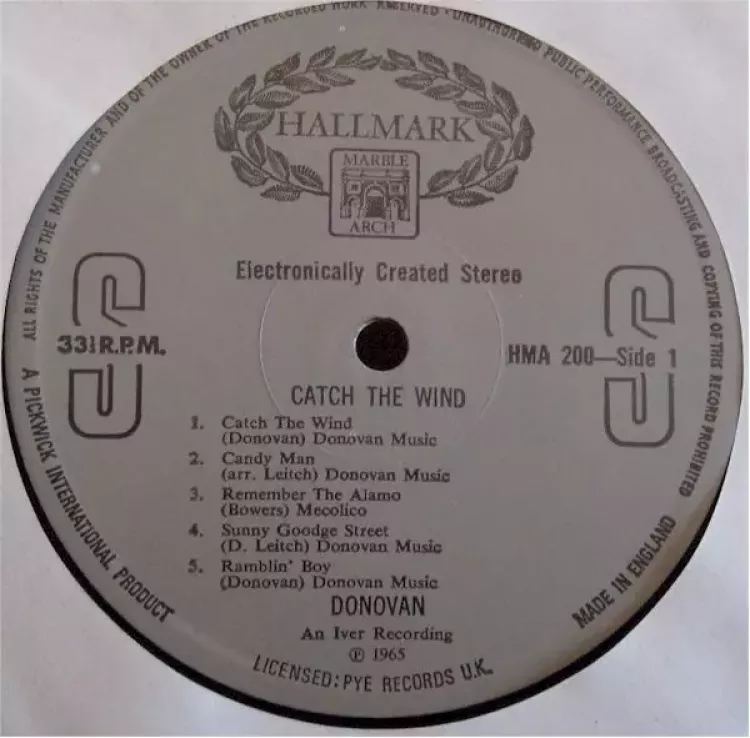 ALL RIGHTS OF THE MANUFACTURER AND OF THE OWNER OF THE RECORDED WORK RESERVED · UNAUTHORISED PUBLIC PERFORMANCE BROADCASTING AND COPYING OF THIS RECORD PROHIBITED
HALLMARK
MARBLE
ARCH
Electronically Created Stereo
33⅓ R.P.M.
HMA 200—Side 1
CATCH THE WIND
1. Catch The Wind
(Donovan) Donovan Music
2. Candy Man
(arr. Leitch) Donovan Music
3. Remember The Alamo
(Bowers) Mecolico
4. Sunny Goodge Street
(D. Leitch) Donovan Music
5. Ramblin' Boy
(Donovan) Donovan Music
DONOVAN
An Iver Recording
℗ 1965
LICENSED: PYE RECORDS U.K.
A PICKWICK INTERNATIONAL PRODUCT
MADE IN ENGLAND